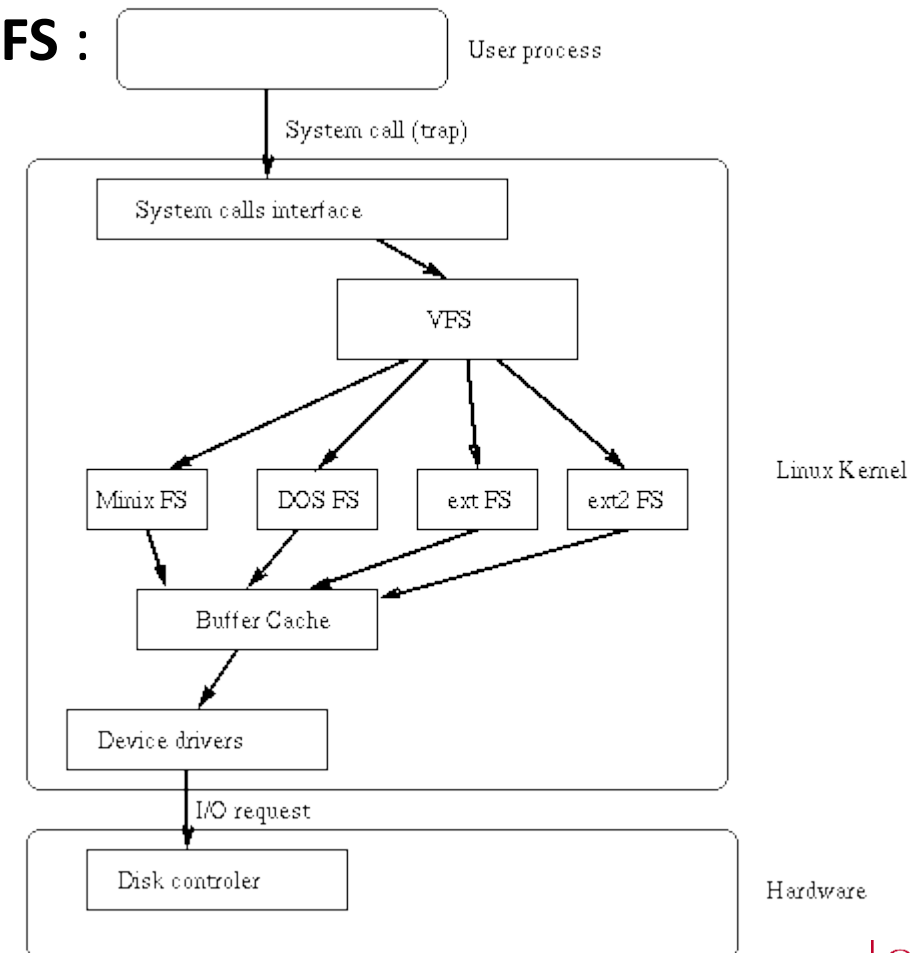 FS :
User process
System call (trap)
System calls interface
VFS
Linux Kernel
Minix FS
DOS FS
ext FS
ext2 FS
Buffer Cache
Device drivers
I/O request
Disk controler
Hardware